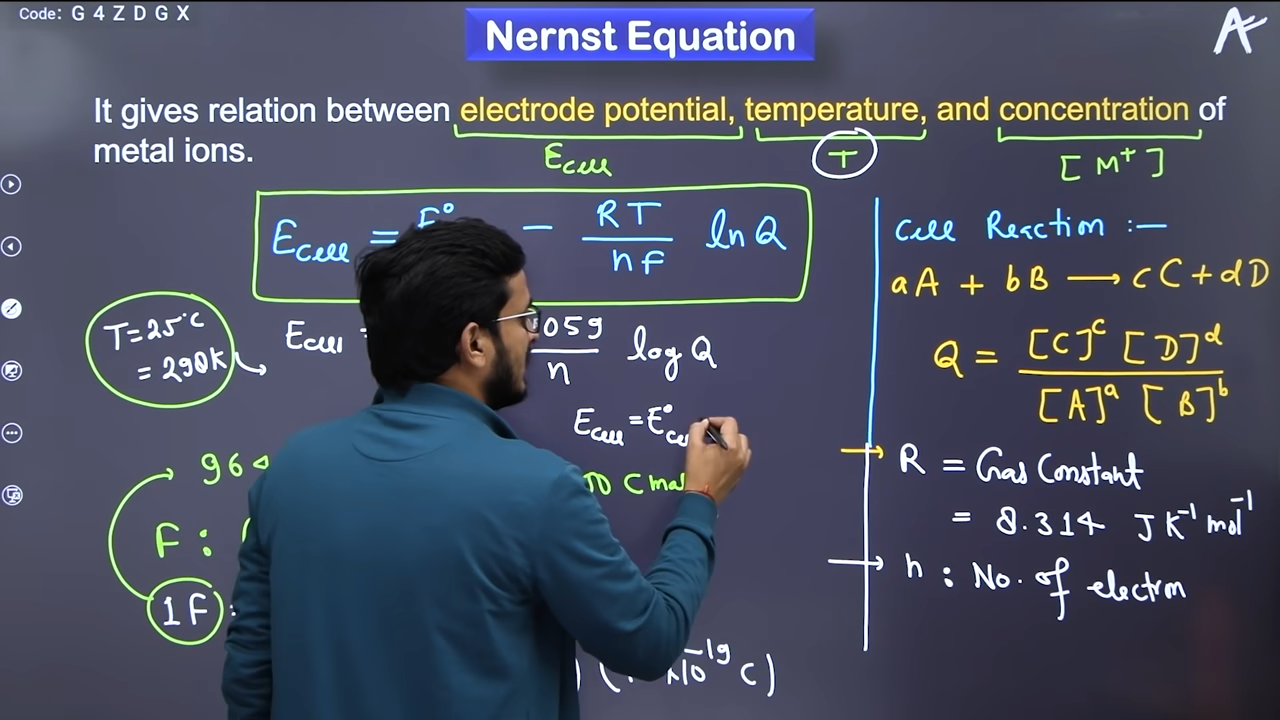 Code: G 4 Z D G X
Nernst Equation
It gives relation between electrode potential, temperature, and concentration of
metal ions.
Ecell
T
[ M⁺ ]
Ecell = E° − RT/nF ln Q
Cell Reaction :−
aA + bB ⟶ cC + dD
T = 25°C
= 298K
Ecell 059/n log Q
Q = [C]ᶜ [D]ᵈ / [A]ᵃ [B]ᵇ
Ecell = E°cell
964
R = Gas Constant
= 8.314 J K⁻¹ mol⁻¹
F :
n : No. of electron
1F :
10⁻¹⁹ C)